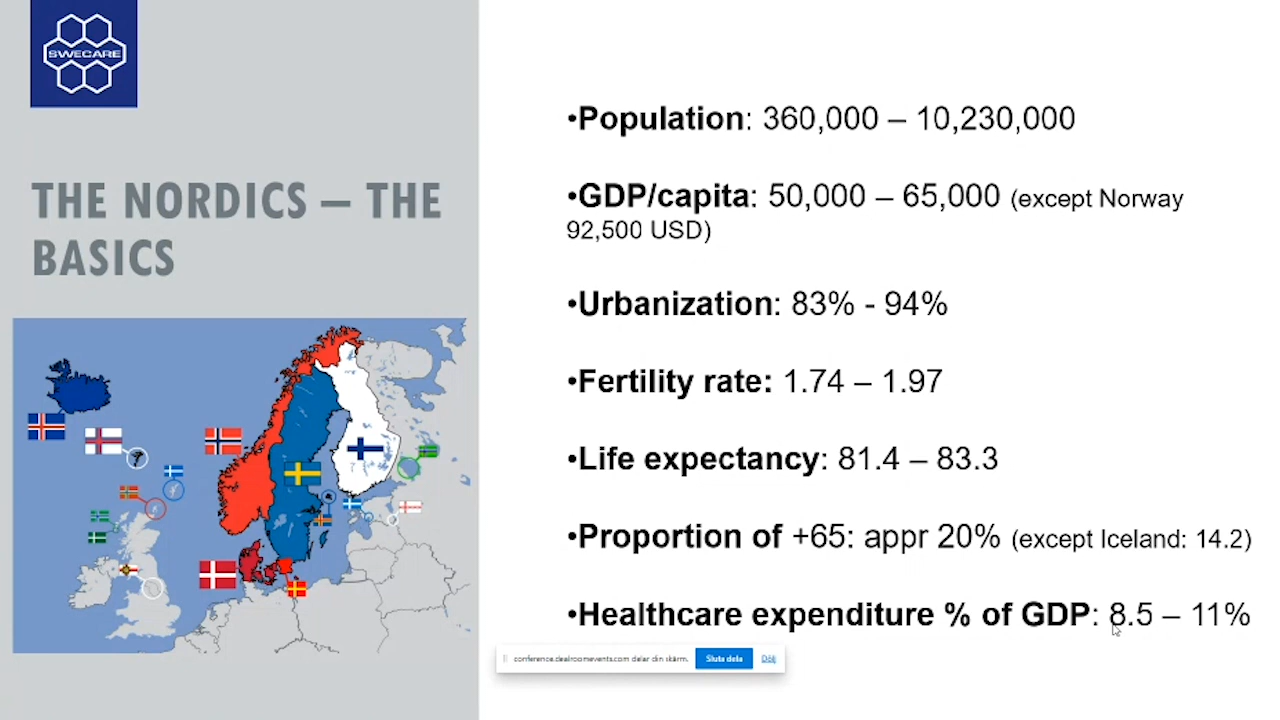 SWECARE
THE NORDICS – THE
BASICS
•Population: 360,000 – 10,230,000
•GDP/capita: 50,000 – 65,000 (except Norway
92,500 USD)
•Urbanization: 83% - 94%
•Fertility rate: 1.74 – 1.97
•Life expectancy: 81.4 – 83.3
•Proportion of +65: appr 20% (except Iceland: 14.2)
•Healthcare expenditure % of GDP: 8.5 – 11%
conference.dealroomevents.com delar din skärm. Sluta dela Dölj